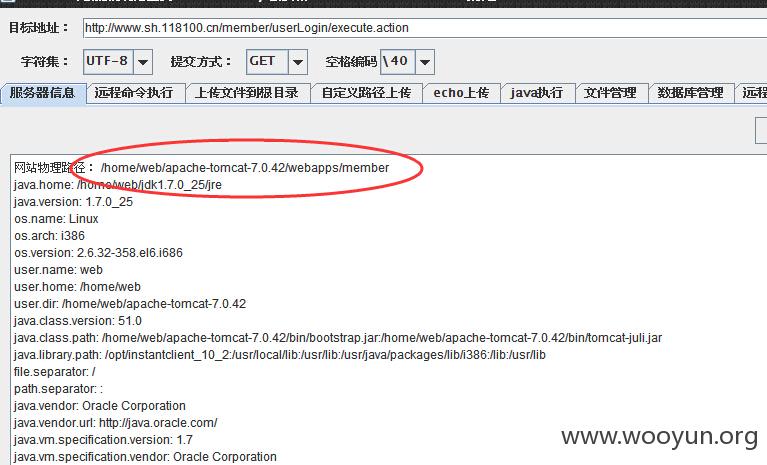 目标地址： http://www.sh.118100.cn/member/userLogin/execute.action
字符集： UTF-8 提交方式： GET 空格编码 \40
服务器信息 远程命令执行 上传文件到根目录 自定义路径上传 echo上传 java执行 文件管理 数据库管理 远程
网站物理路径： /home/web/apache-tomcat-7.0.42/webapps/member
java.home: /home/web/jdk1.7.0_25/jre
java.version: 1.7.0_25
os.name: Linux
os.arch: i386
os.version: 2.6.32-358.el6.i686
user.name: web
user.home: /home/web
user.dir: /home/web/apache-tomcat-7.0.42
java.class.version: 51.0
java.class.path: /home/web/apache-tomcat-7.0.42/bin/bootstrap.jar:/home/web/apache-tomcat-7.0.42/bin/tomcat-juli.jar
java.library.path: /opt/instantclient_10_2:/usr/local/lib:/usr/lib:/usr/java/packages/lib/i386:/lib:/usr/lib
file.separator: /
path.separator: :
java.vendor: Oracle Corporation
java.vendor.url: http://java.oracle.com/
java.vm.specification.version: 1.7
java.vm.specification.vendor: Oracle Corporation
www.wooyun.org